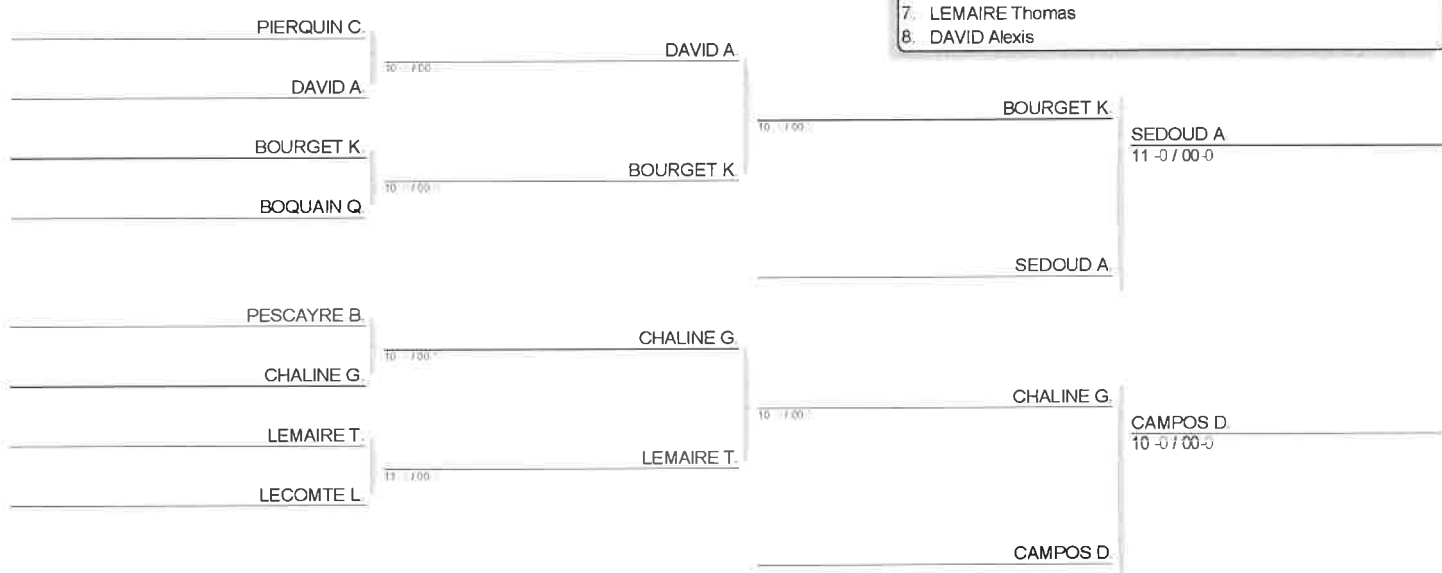 7. LEMAIRE Thomas
8. DAVID Alexis
PIERQUIN C.
DAVID A.
DAVID A.
BOURGET K.
BOURGET K.
BOURGET K.
BOQUAIN Q.
SEDOUD A.
SEDOUD A
11 -0 / 00-0
PESCAYRE B.
CHALINE G.
CHALINE G.
LEMAIRE T.
LEMAIRE T.
LECOMTE L.
CHALINE G.
CAMPOS D.
CAMPOS D.
10 -0 / 00-0